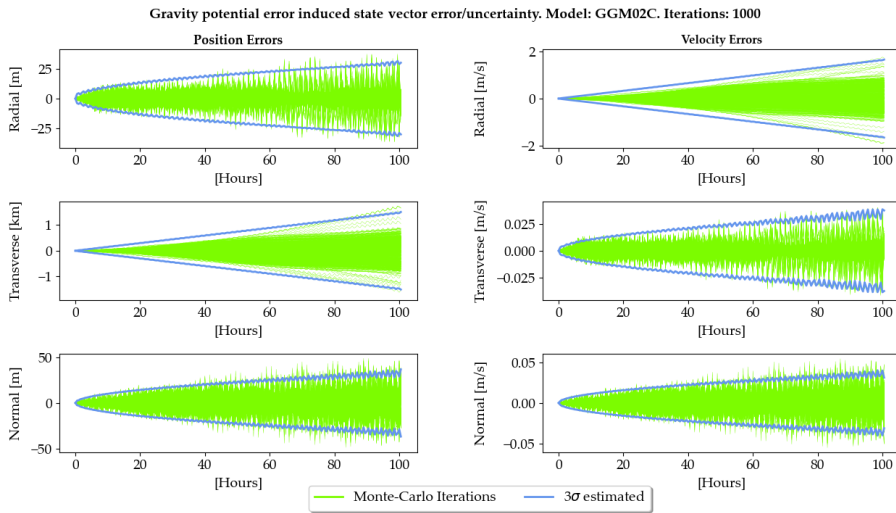 Gravity potential error induced state vector error/uncertainty. Model: GGM02C. Iterations: 1000
Position Errors
Radial [m]
25
0
−25
0 20 40 60 80 100
[Hours]
Velocity Errors
Radial [m/s]
2
0
−2
0 20 40 60 80 100
[Hours]
Transverse [km]
1
0
−1
0 20 40 60 80 100
[Hours]
Transverse [m/s]
0.025
0.000
−0.025
0 20 40 60 80 100
[Hours]
Normal [m]
50
0
−50
0 20 40 60 80 100
[Hours]
Normal [m/s]
0.05
0.00
−0.05
0 20 40 60 80 100
[Hours]
Monte-Carlo Iterations 3σ estimated